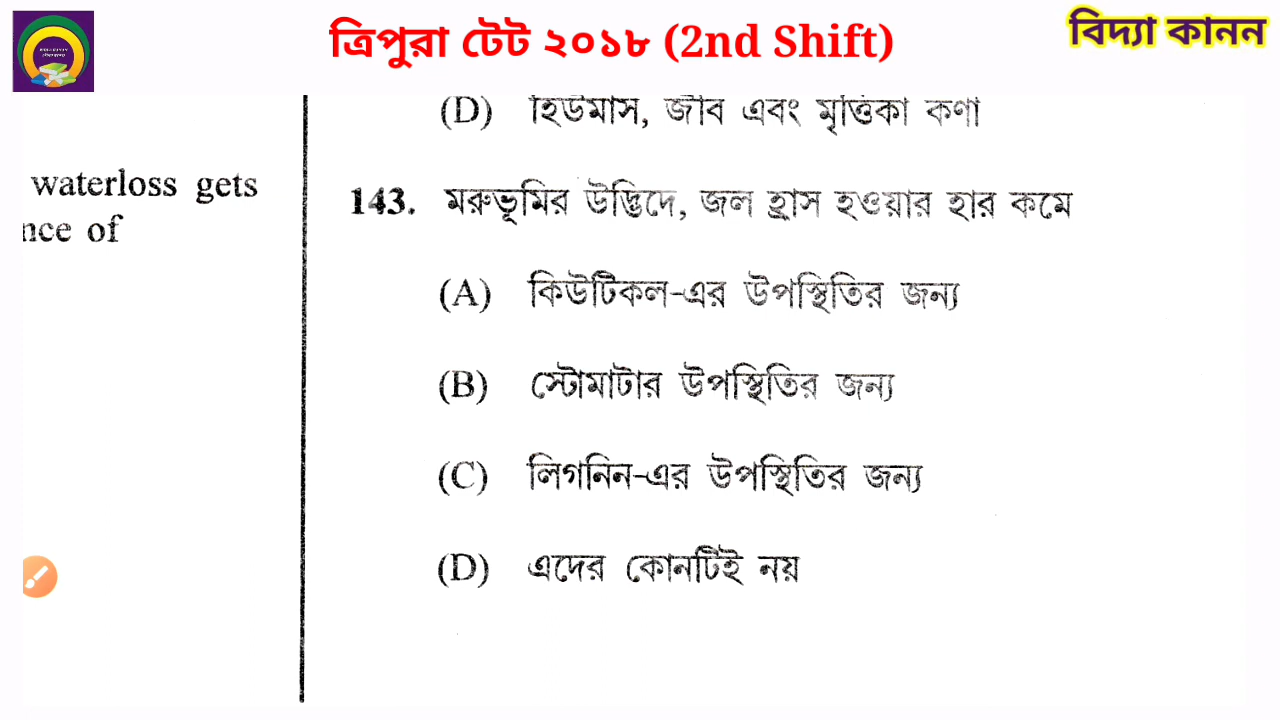 ত্রিপুরা টেট ২০১৮ (2nd Shift)
বিদ্যা কানন
waterloss gets
nce of
(D) হিউমাস, জীব এবং মৃত্তিকা কণা
143. মরুভূমির উদ্ভিদে, জল হ্রাস হওয়ার হার কমে
(A) কিউটিকল-এর উপস্থিতির জন্য
(B) স্টোমাটার উপস্থিতির জন্য
(C) লিগনিন-এর উপস্থিতির জন্য
(D) এদের কোনটিই নয়